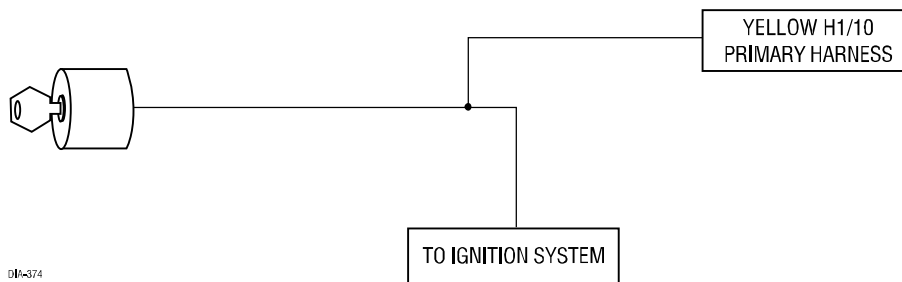 YELLOW H1/10
PRIMARY HARNESS
TO IGNITION SYSTEM
DIA-374